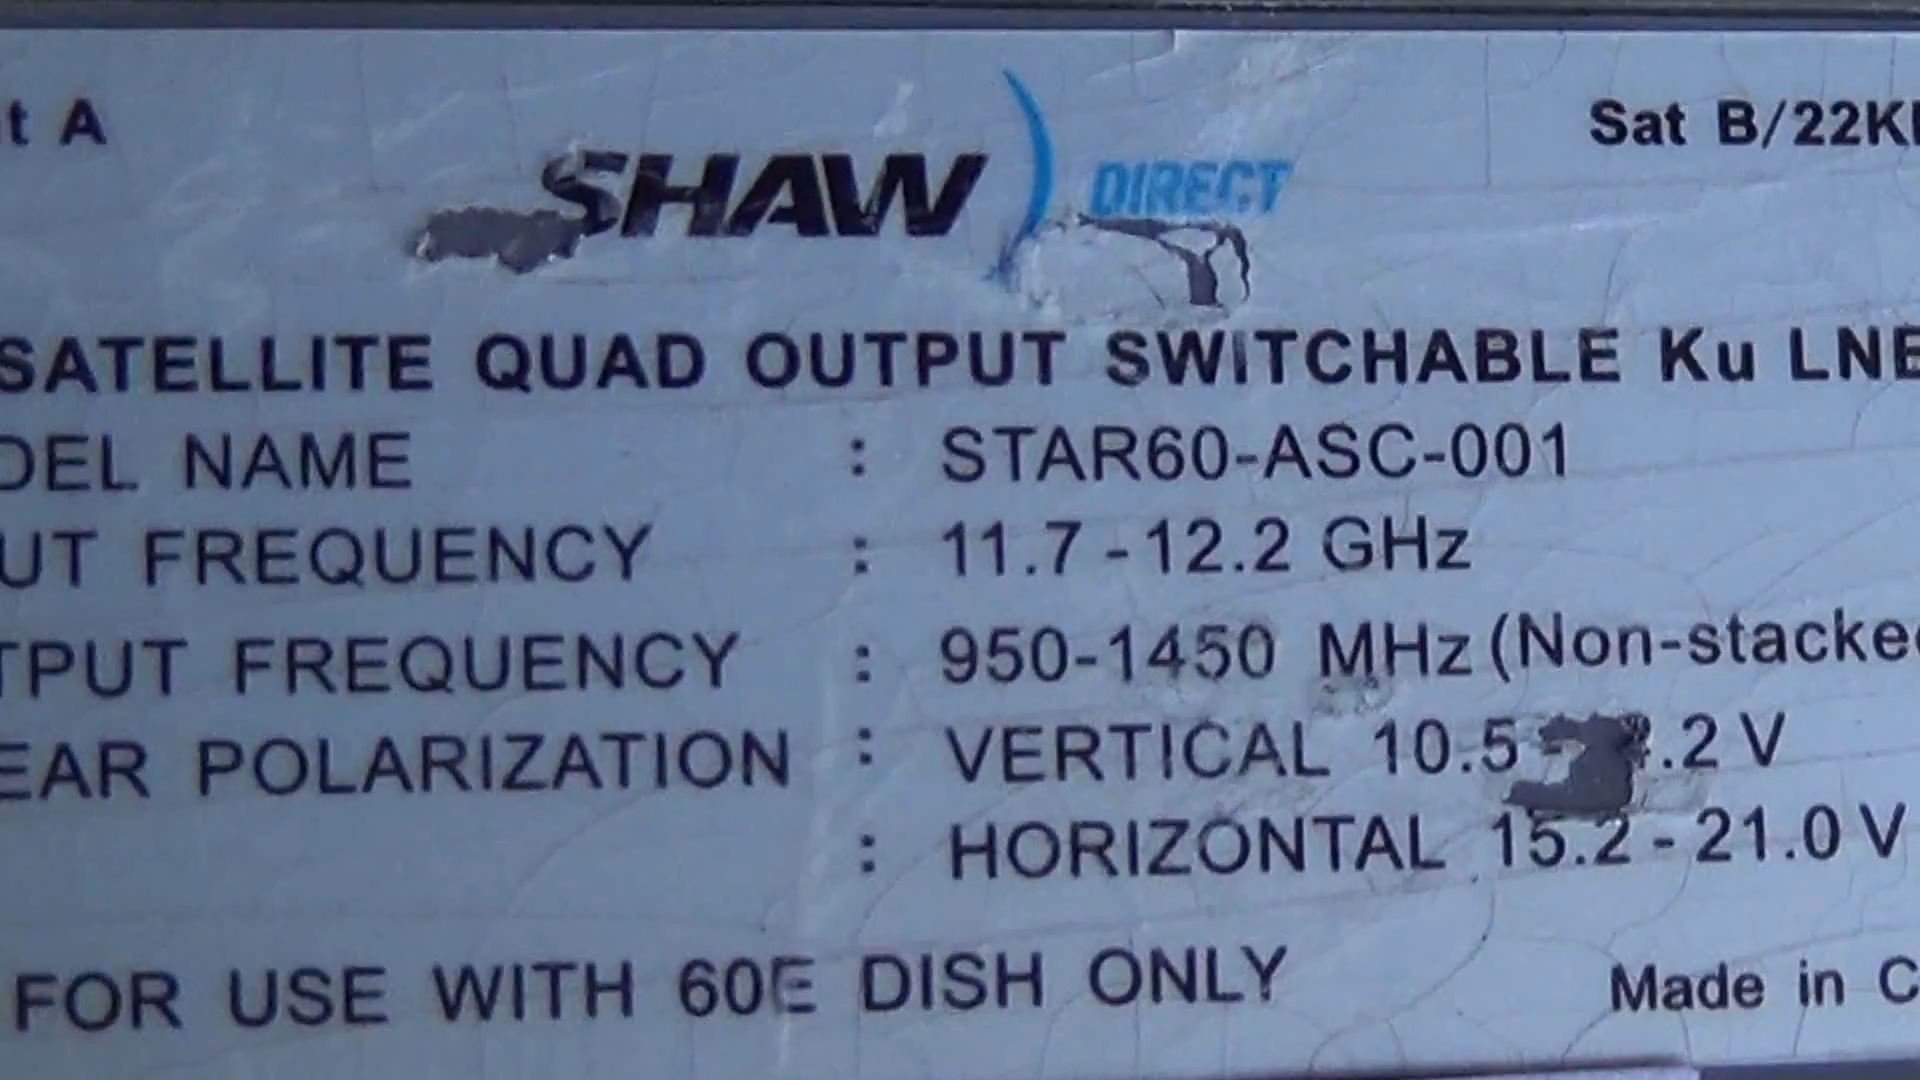 t A
SHAW DIRECT
Sat B/22K
SATELLITE QUAD OUTPUT SWITCHABLE Ku LNB
DEL NAME : STAR60-ASC-001
UT FREQUENCY : 11.7 - 12.2 GHz
TPUT FREQUENCY : 950-1450 MHz (Non-stacked
EAR POLARIZATION : VERTICAL 10.5 - .2 V
: HORIZONTAL 15.2 - 21.0 V
FOR USE WITH 60E DISH ONLY
Made in C